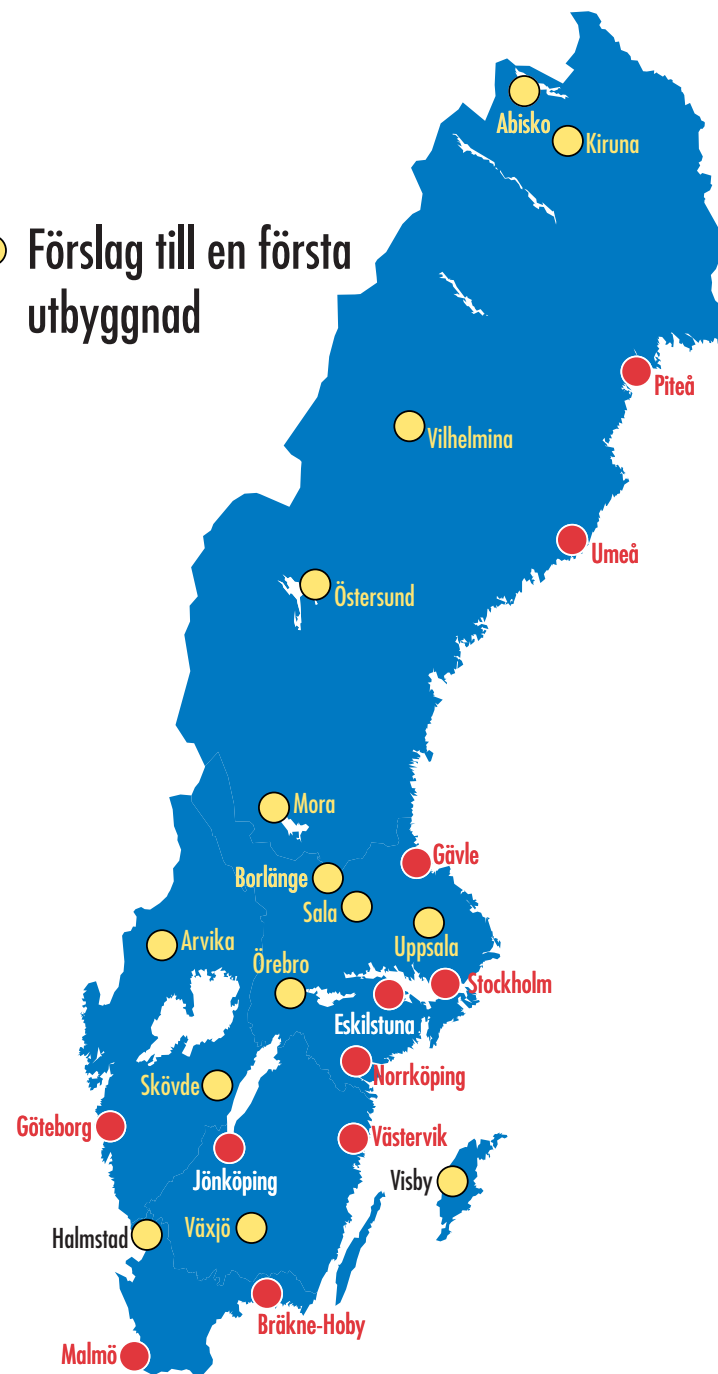 Abisko
Kiruna
Förslag till en första
utbyggnad
Piteå
Vilhelmina
Umeå
Östersund
Mora
Gävle
Borlänge
Sala
Arvika
Uppsala
Örebro
Stockholm
Eskilstuna
Norrköping
Skövde
Göteborg
Västervik
Jönköping
Visby
Halmstad
Växjö
Bräkne-Hoby
Malmö